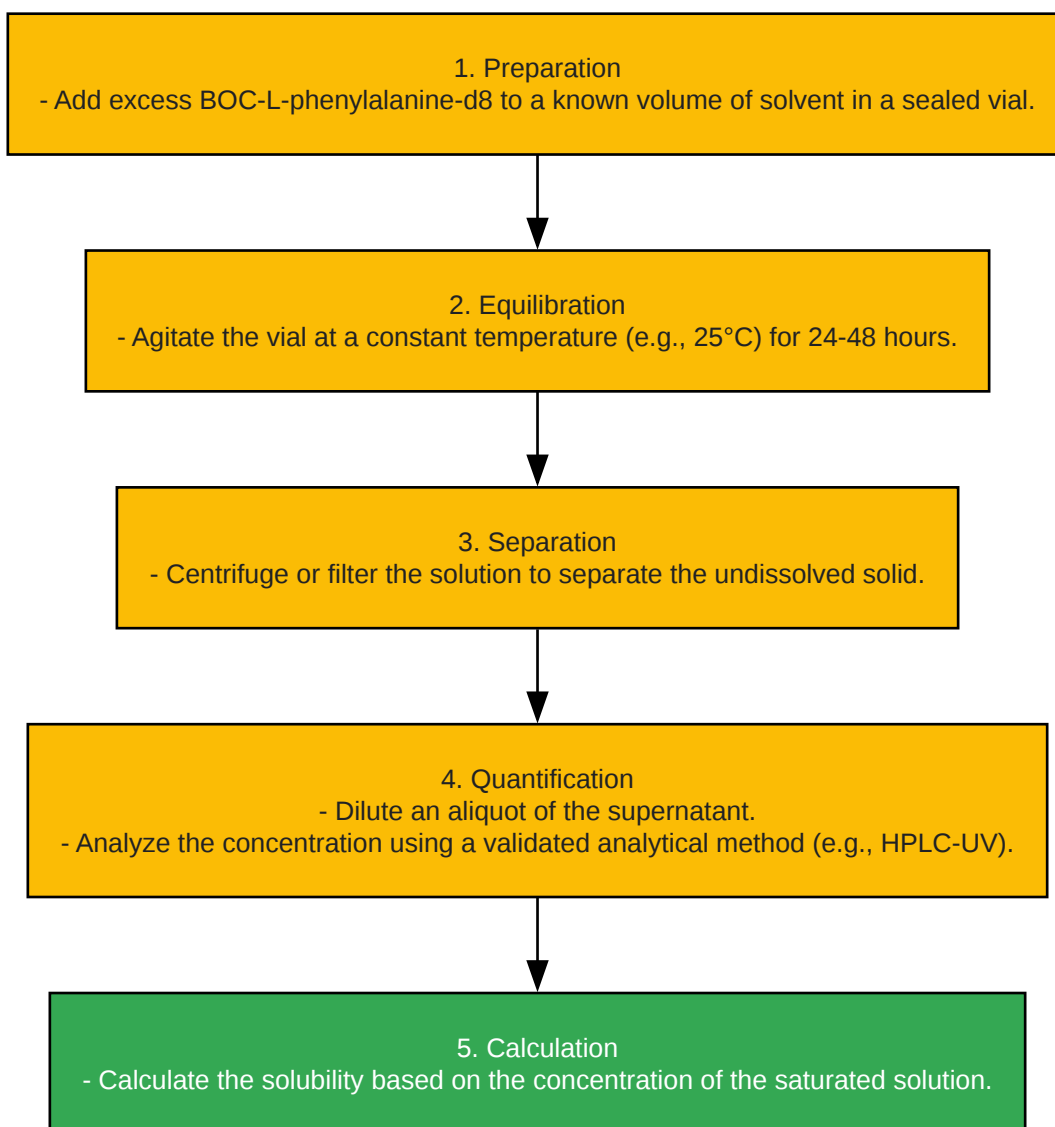 1. Preparation
- Add excess BOC-L-phenylalanine-d8 to a known volume of solvent in a sealed vial.
2. Equilibration
- Agitate the vial at a constant temperature (e.g., 25°C) for 24-48 hours.
3. Separation
- Centrifuge or filter the solution to separate the undissolved solid.
4. Quantification
- Dilute an aliquot of the supernatant.
- Analyze the concentration using a validated analytical method (e.g., HPLC-UV).
5. Calculation
- Calculate the solubility based on the concentration of the saturated solution.